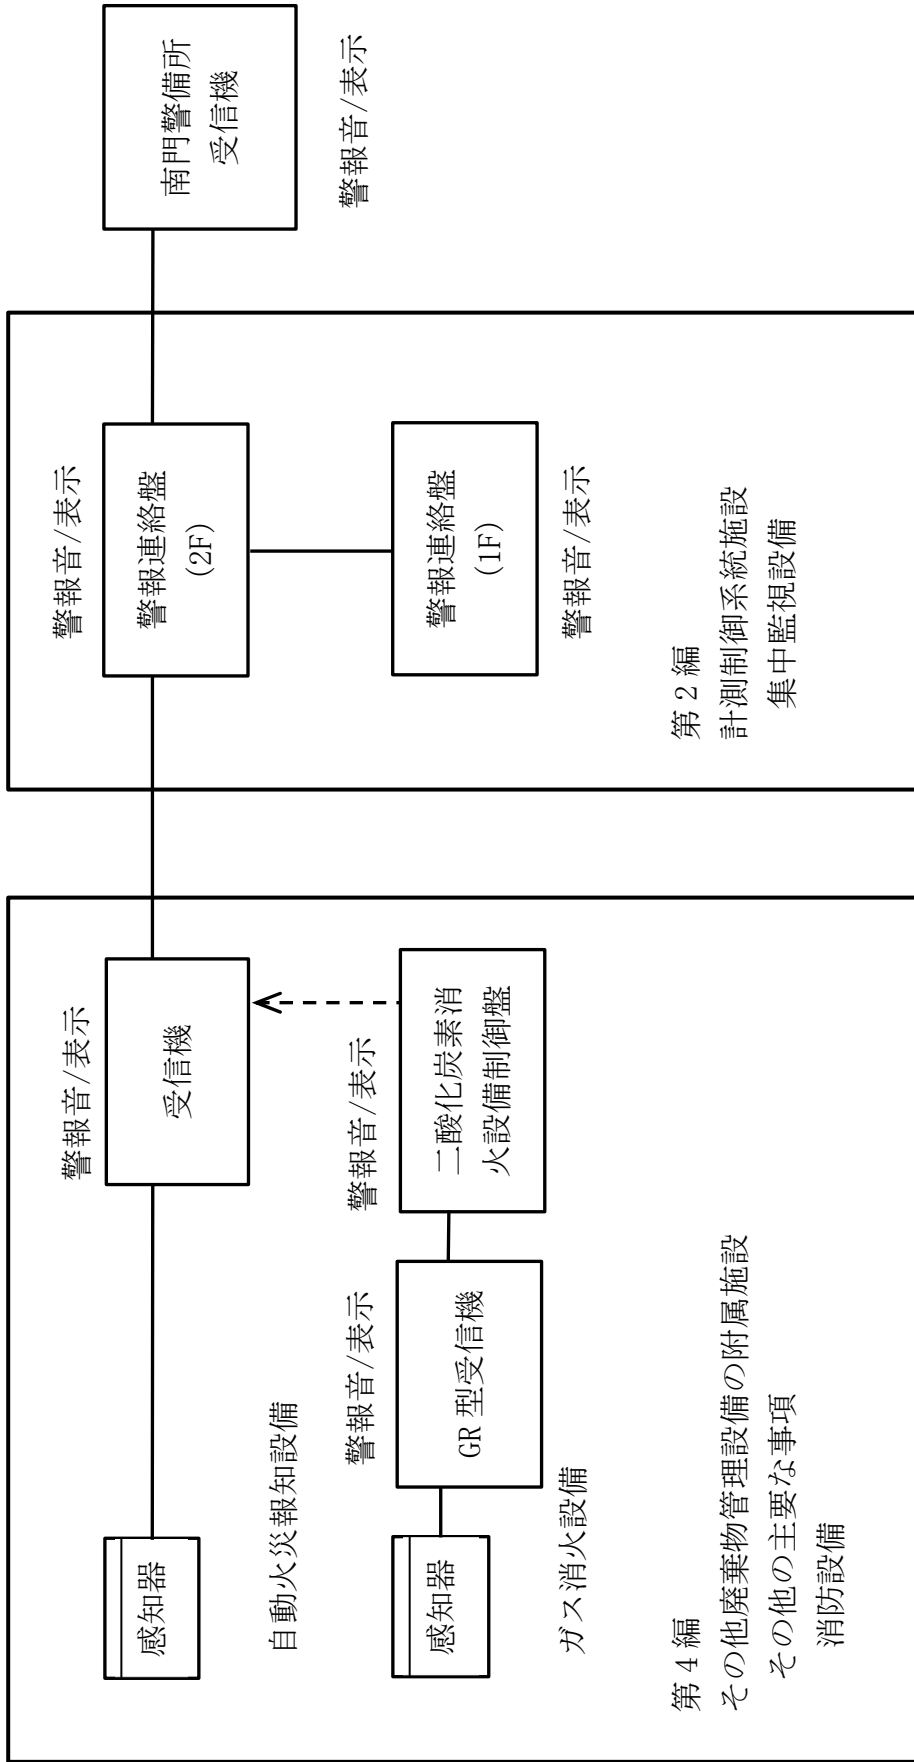 感知器
自動火災報知設備
警報音/表示
受信機
感知器
ガス消火設備
警報音/表示
GR 型受信機
警報音/表示
二酸化炭素消
火設備制御盤
第４編
その他廃棄物管理設備の附属施設
その他の主要な事項
消防設備
警報音/表示
警報連絡盤
(2F)
警報連絡盤
(1F)
警報音/表示
第２編
計測制御系統施設
集中監視設備
南門警備所
受信機
警報音/表示